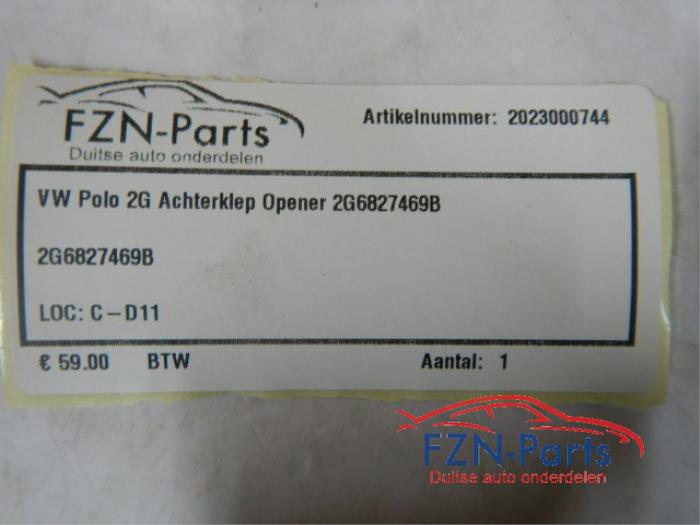 FZN-Parts
Duitse auto onderdelen
Artikelnummer: 2023000744
VW Polo 2G Achterklep Opener 2G6827469B
2G6827469B
LOC: C-D11
€ 59.00 BTW Aantal: 1
FZN-Parts
Duitse auto onderdelen